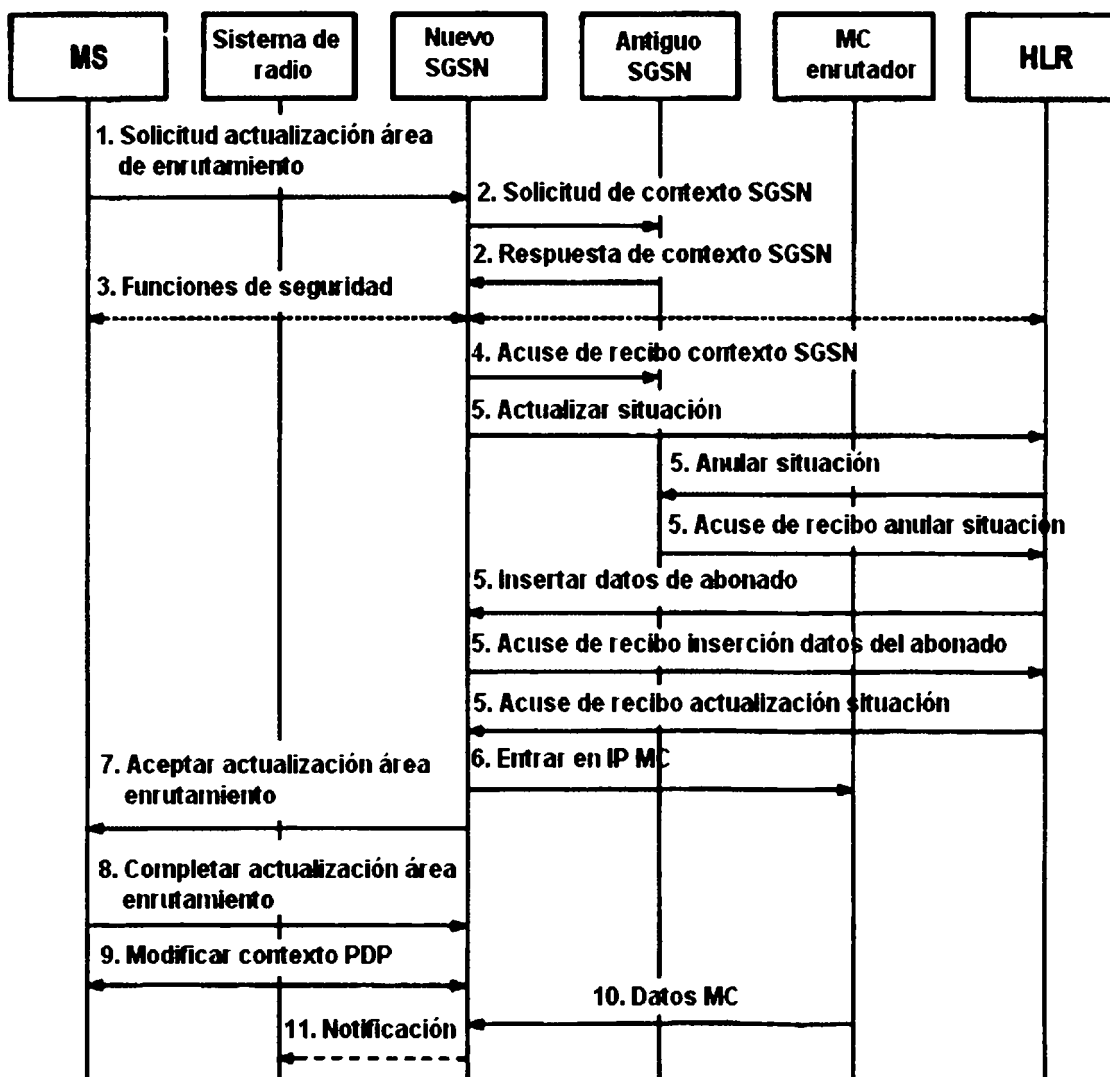 MS
Sistema de
radio
Nuevo
SGSN
Antiguo
SGSN
MC
enrutador
HLR
1. Solicitud actualización área
de enrutamiento
2. Solicitud de contexto SGSN
2. Respuesta de contexto SGSN
3. Funciones de seguridad
4. Acuse de recibo contexto SGSN
5. Actualizar situación
5. Anular situación
5. Acuse de recibo anular situación
5. Insertar datos de abonado
5. Acuse de recibo inserción datos del abonado
5. Acuse de recibo actualización situación
6. Entrar en IP MC
7. Aceptar actualización área
enrutamiento
8. Completar actualización área
enrutamiento
9. Modificar contexto PDP
10. Datos MC
11. Notificación